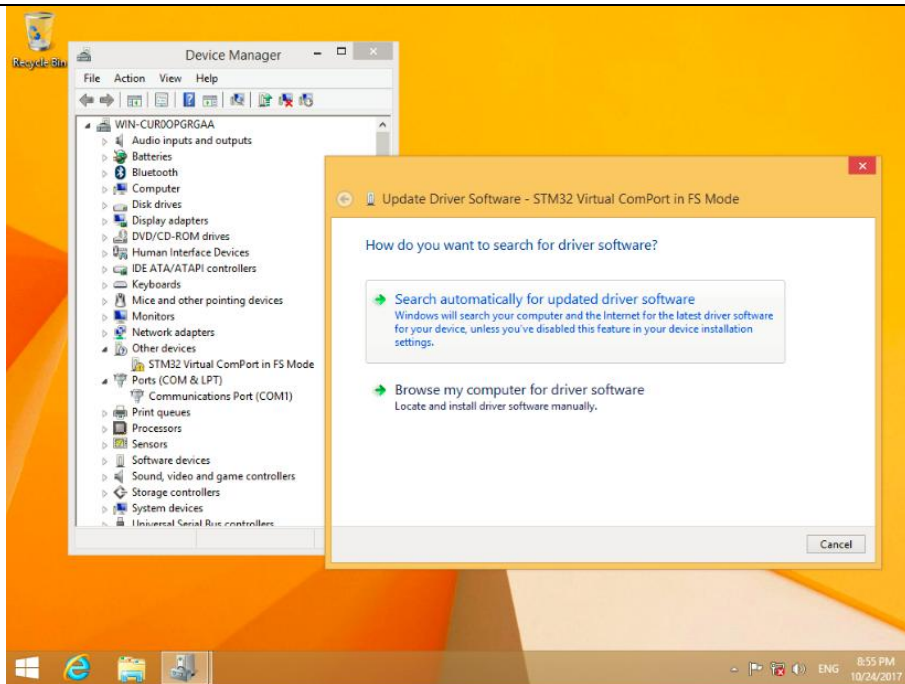 Recycle Bin
Device Manager
File Action View Help
WIN-CUR0OPGRGAA
Audio inputs and outputs
Batteries
Bluetooth
Computer
Disk drives
Display adapters
DVD/CD-ROM drives
Human Interface Devices
IDE ATA/ATAPI controllers
Keyboards
Mice and other pointing devices
Monitors
Network adapters
Other devices
STM32 Virtual ComPort in FS Mode
Ports (COM & LPT)
Communications Port (COM1)
Print queues
Processors
Sensors
Software devices
Sound, video and game controllers
Storage controllers
System devices
Universal Serial Bus controllers
Update Driver Software - STM32 Virtual ComPort in FS Mode
How do you want to search for driver software?
Search automatically for updated driver software
Windows will search your computer and the Internet for the latest driver software
for your device, unless you've disabled this feature in your device installation
settings.
Browse my computer for driver software
Locate and install driver software manually.
Cancel
ENG
8:55 PM
10/24/2017